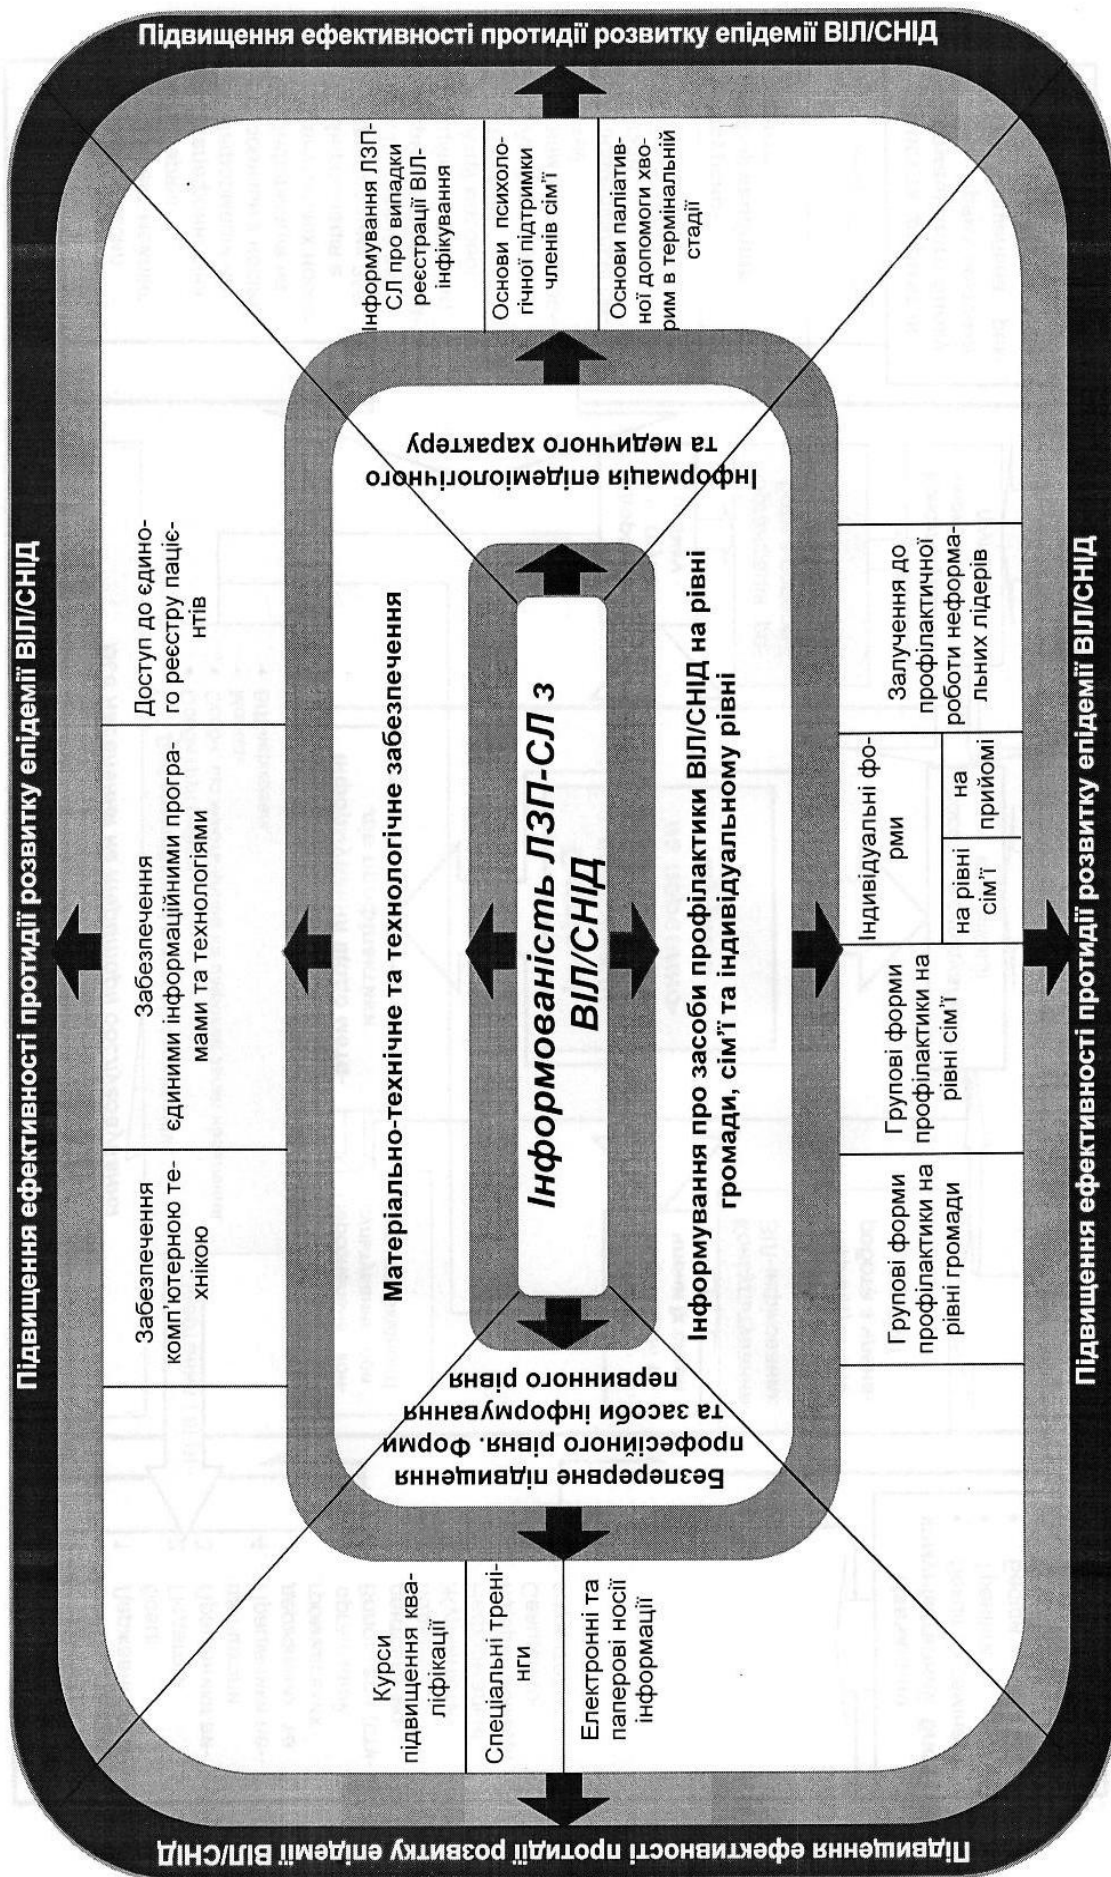 Підвищення ефективності протидії розвитку епідемії ВІЛ/СНІД
Забезпечення
комп'ютерною те-
хнікою
Забезпечення
єдиними інформаційними програ-
мами та технологіями
Доступ до єдино-
го реєстру паціє-
нтів
Матеріально-технічне та технологічне забезпечення
Підвищення ефективності протидії розвитку епідемії ВІЛ/СНІД
Курси
підвищення ква-
ліфікації
Спеціальні трені-
нги
Електронні та
паперові носії
інформації
Безперервне підвищення
професійного рівня. Форми
та засоби інформування
первинного рівня
Інформованість ЛЗП-СЛ з
ВІЛ/СНІД
Інформація епідеміологічного
та медичного характеру
Інформування ЛЗП-
СЛ про випадки
реєстрації ВІЛ-
інфікування
Основи психоло-
гічної підтримки
членів сім'ї
Основи паліатив-
ної допомоги хво-
рим в термінальній
стадії
Підвищення ефективності протидії розвитку епідемії ВІЛ/СНІД
Інформування про засоби профілактики ВІЛ/СНІД на рівні
громади, сім'ї та індивідуальному рівні
Групові форми
профілактики на
рівні громади
Групові форми
профілактики на
рівні сім'ї
Індивідуальні фо-
рми
на рівні
сім'ї
на
прийомі
Залучення до
профілактичної
роботи неформа-
льних лідерів
Підвищення ефективності протидії розвитку епідемії ВІЛ/СНІД